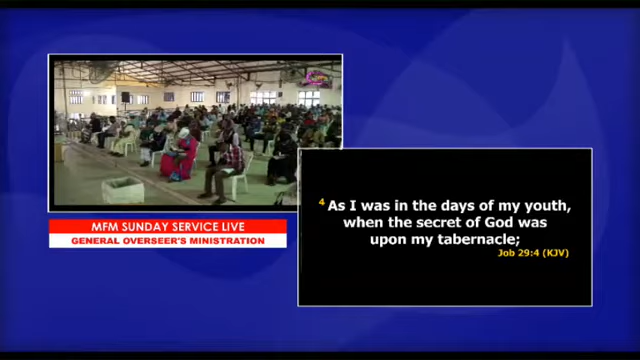 MFM SUNDAY SERVICE LIVE
GENERAL OVERSEER'S MINISTRATION
4 As I was in the days of my youth,
when the secret of God was
upon my tabernacle;
Job 29:4 (KJV)